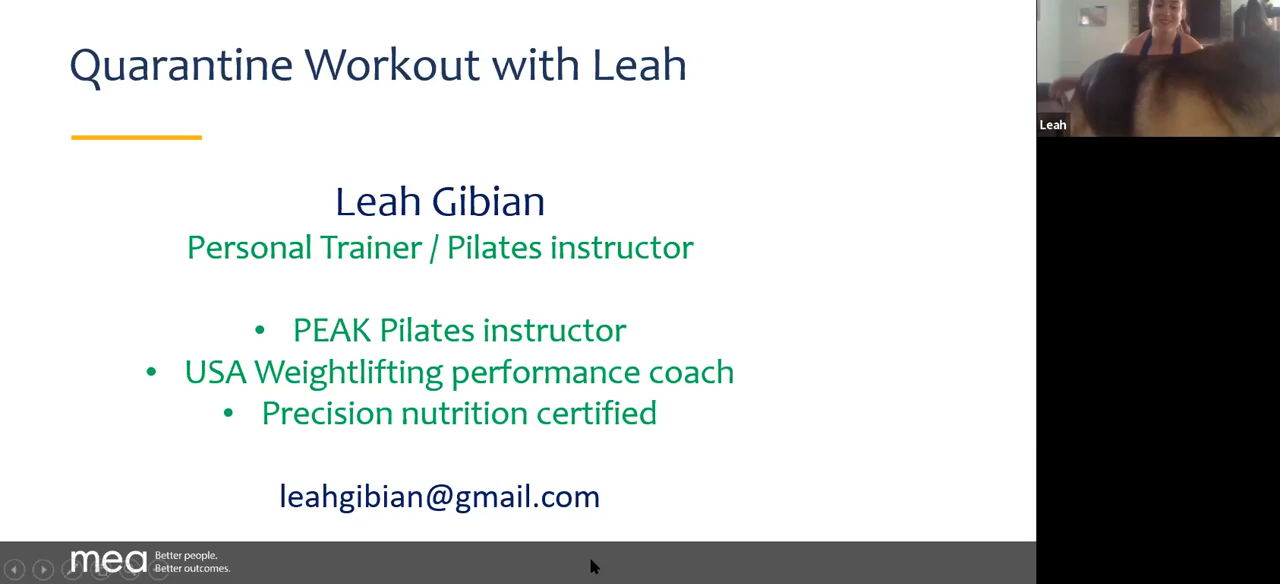 Quarantine Workout with Leah
Leah Gibian
Personal Trainer / Pilates instructor
• PEAK Pilates instructor
• USA Weightlifting performance coach
• Precision nutrition certified
leahgibian@gmail.com
mea Better people.
Better outcomes.
Leah